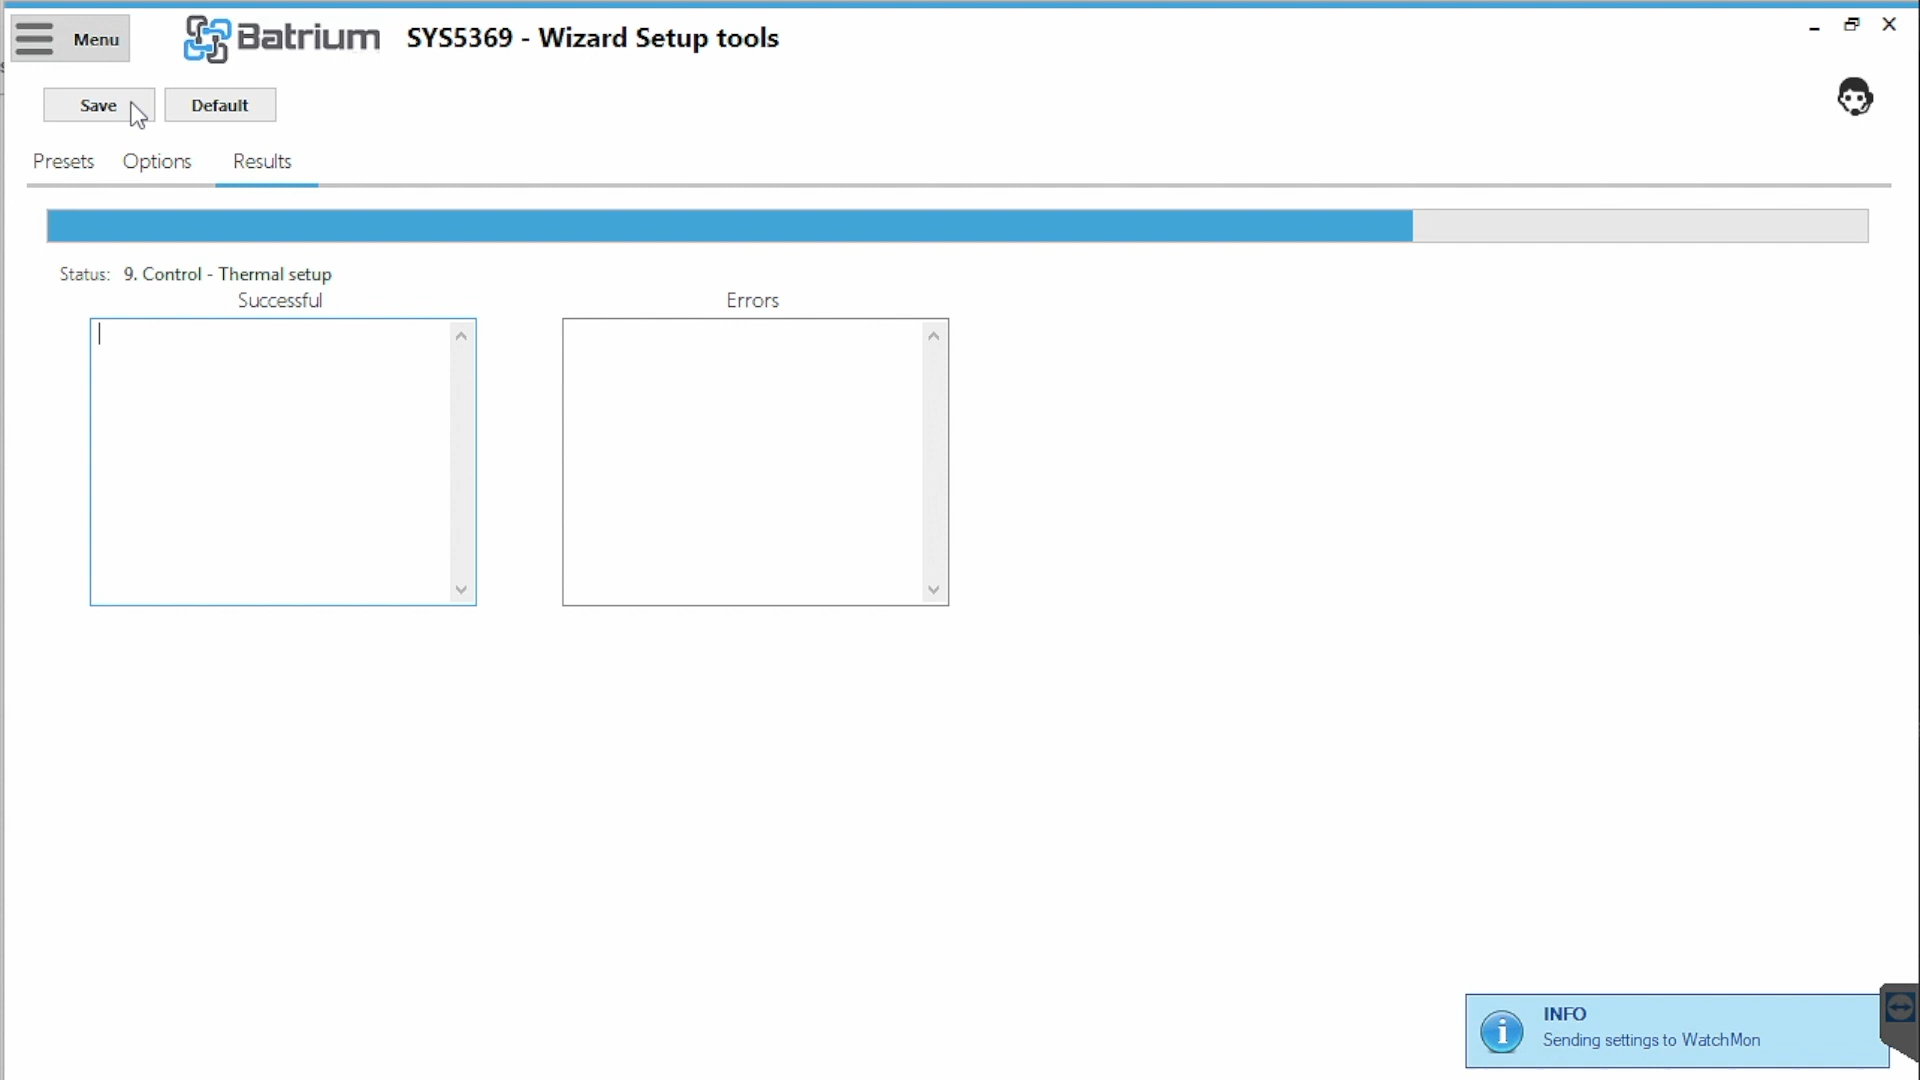 Menu
Batrium
SYS5369 - Wizard Setup tools
Save
Default
Presets
Options
Results
Status: 9. Control - Thermal setup
Successful
Errors
INFO
Sending settings to WatchMon